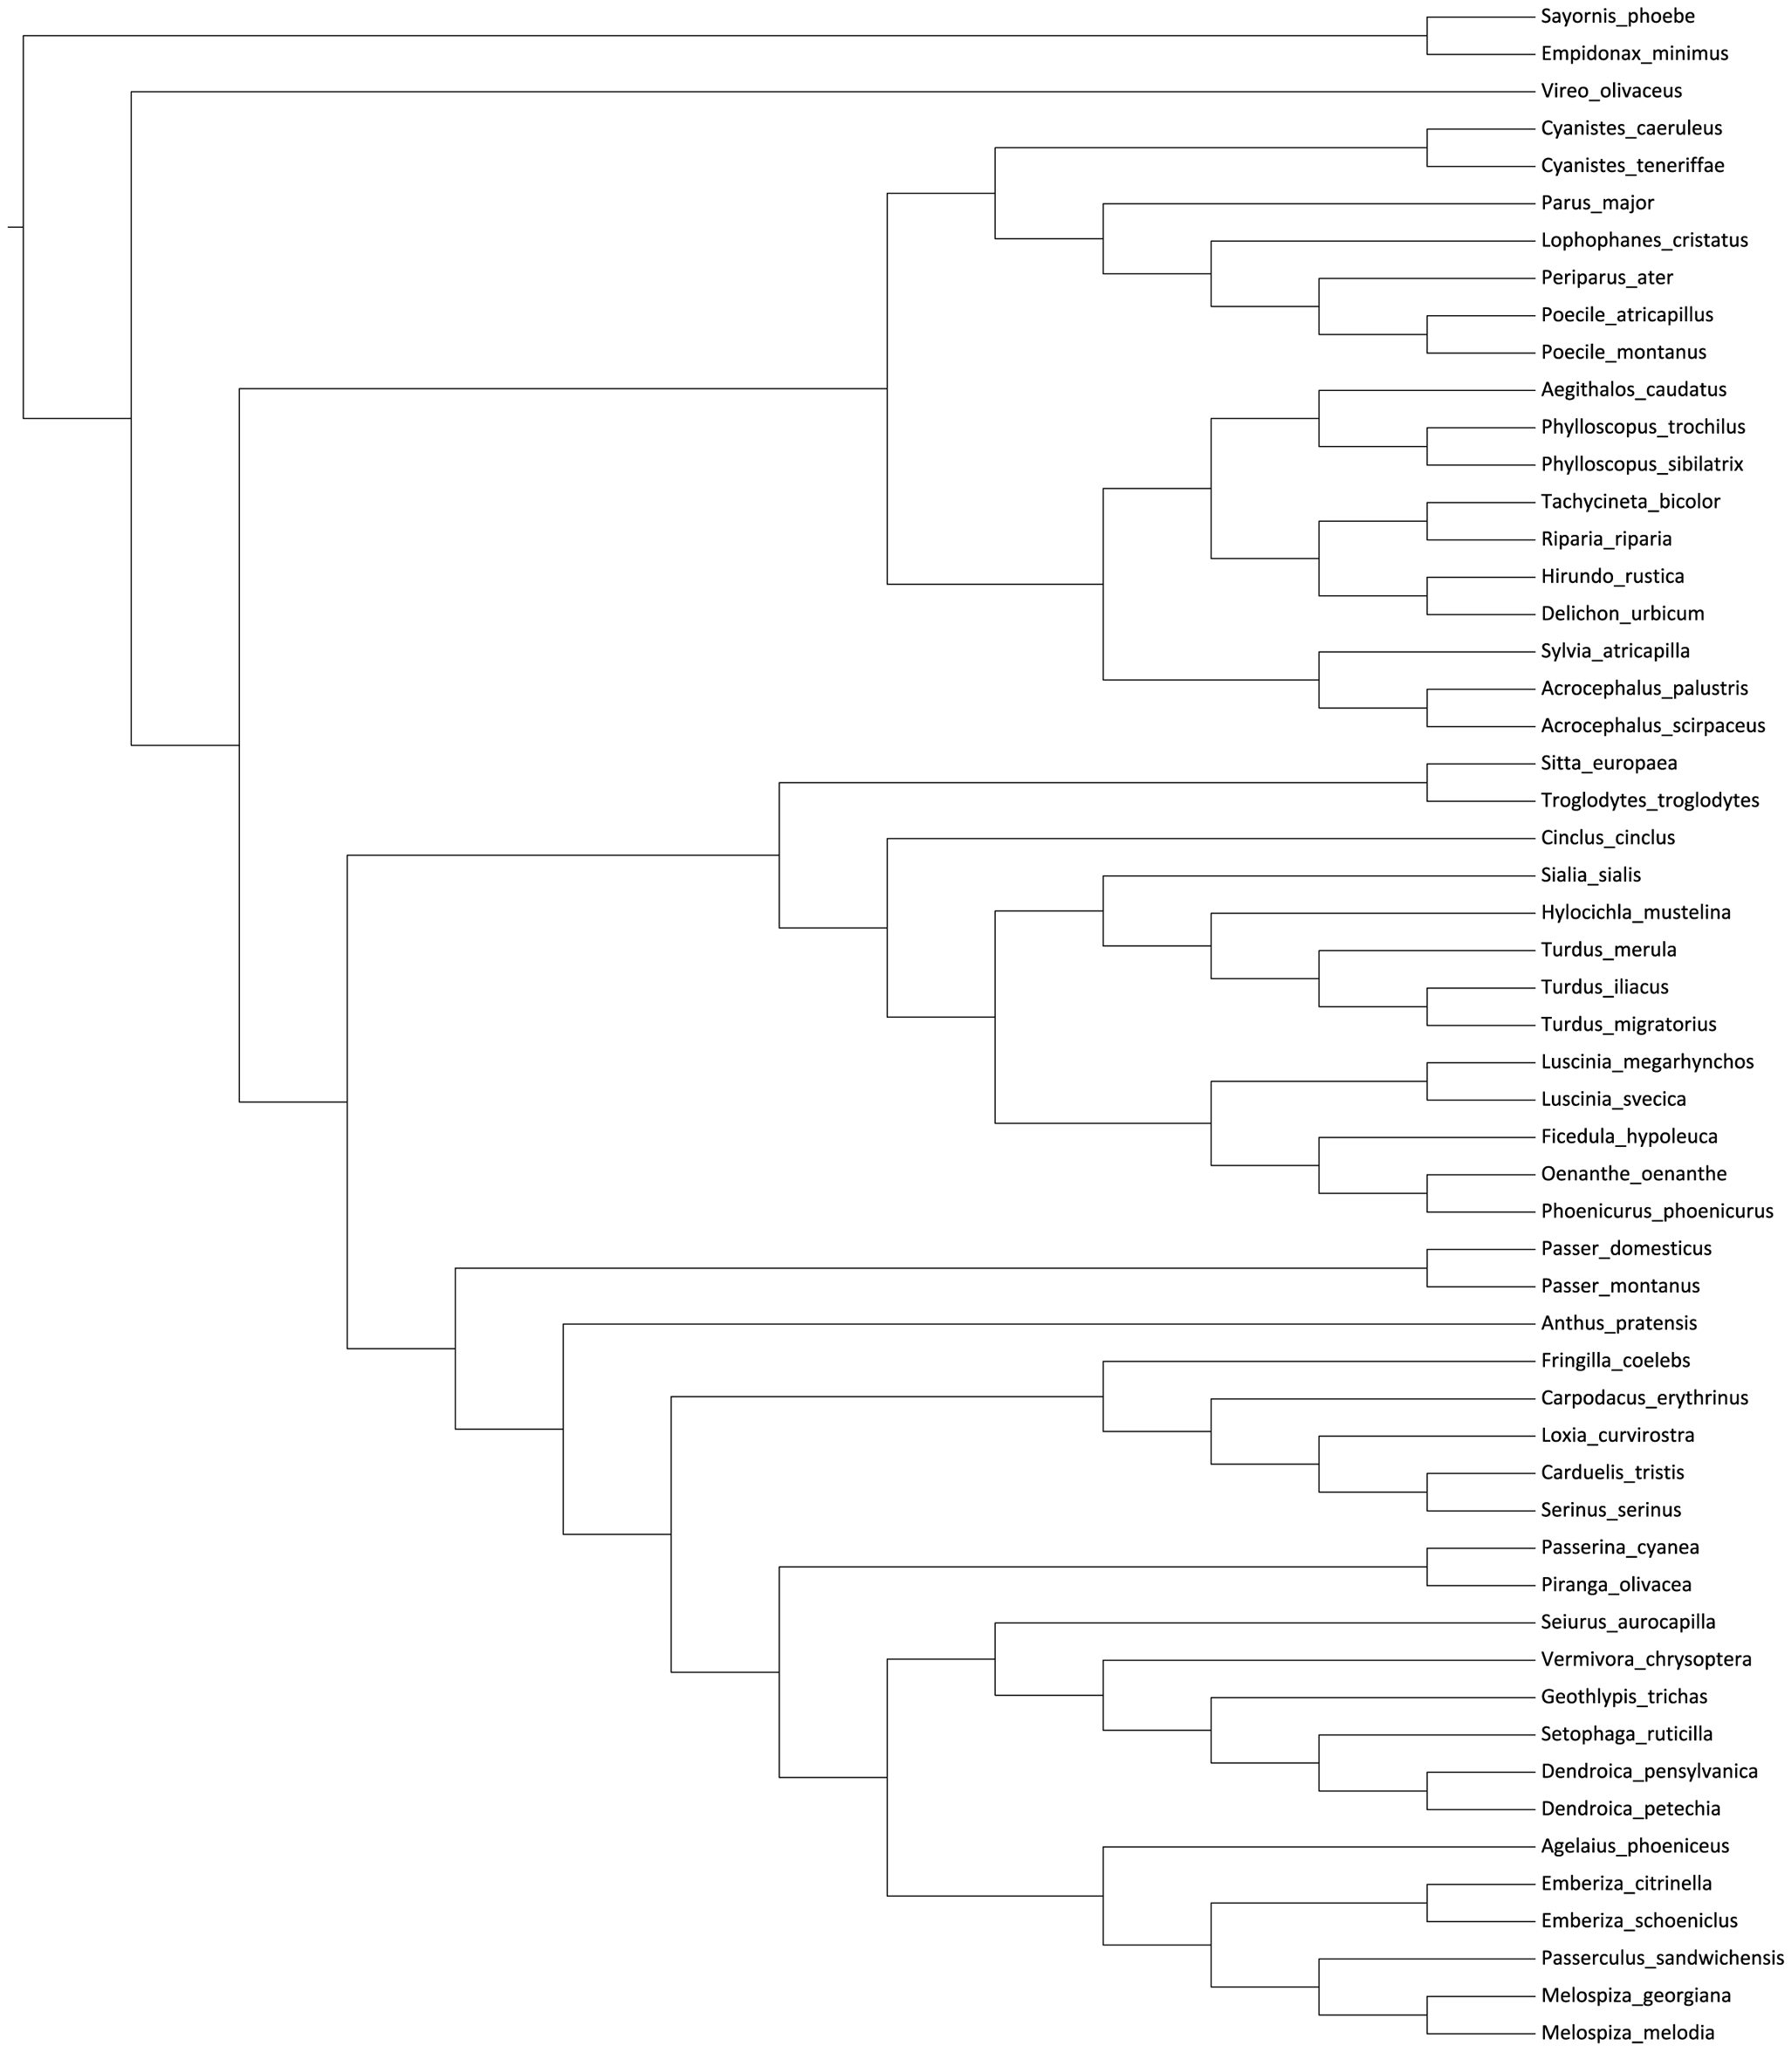 Sayornis_phoebe
Empidonax_minimus
Vireo_olivaceus
Cyanistes_caeruleus
Cyanistes_teneriffae
Parus_major
Lophophanes_cristatus
Periparus_ater
Poecile_atricapillus
Poecile_montanus
Aegithalos_caudatus
Phylloscopus_trochilus
Phylloscopus_sibilatrix
Tachycineta_bicolor
Riparia_riparia
Hirundo_rustica
Delichon_urbicum
Sylvia_atricapilla
Acrocephalus_palustris
Acrocephalus_scirpaceus
Sitta_europaea
Troglodytes_troglodytes
Cinclus_cinclus
Sialia_sialis
Hylocichla_mustelina
Turdus_merula
Turdus_iliacus
Turdus_migratorius
Luscinia_megarhynchos
Luscinia_svecica
Ficedula_hypoleuca
Oenanthe_oenanthe
Phoenicurus_phoenicurus
Passer_domesticus
Passer_montanus
Anthus_pratensis
Fringilla_coelebs
Carpodacus_erythrinus
Loxia_curvirostra
Carduelis_tristis
Serinus_serinus
Passerina_cyanea
Piranga_olivacea
Seiurus_aurocapilla
Vermivora_chrysoptera
Geothlypis_trichas
Setophaga_ruticilla
Dendroica_pensylvanica
Dendroica_petechia
Agelaius_phoeniceus
Emberiza_citrinella
Emberiza_schoeniclus
Passerculus_sandwichensis
Melospiza_georgiana
Melospiza_melodia